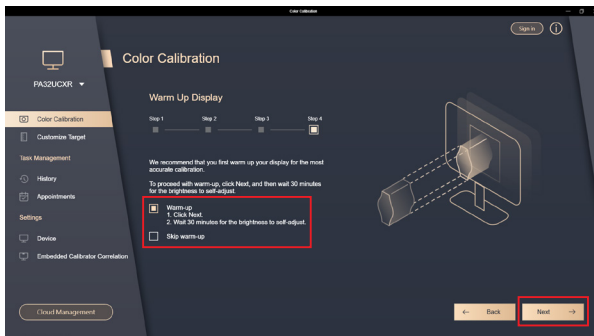 Color Calibration
Sign in
Color Calibration
PA32UCXR
Color Calibration
Customize Target
Task Management
History
Appointments
Settings
Device
Embedded Calibrator Correlation
Cloud Management
Warm Up Display
Step 1 Step 2 Step 3 Step 4
We recommend that you first warm up your display for the most
accurate calibration.
To proceed with warm-up, click Next, and then wait 30 minutes
for the brightness to self-adjust.
Warm-up
1. Click Next.
2. Wait 30 minutes for the brightness to self-adjust.
Skip warm-up
Back
Next